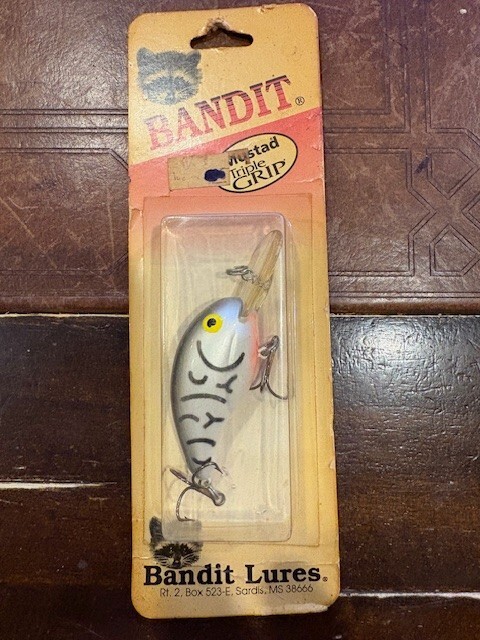 BANDIT®
Mustad
Triple
GRIP®
Bandit Lures®
Rt. 2, Box 523-E, Sardis, MS 38666